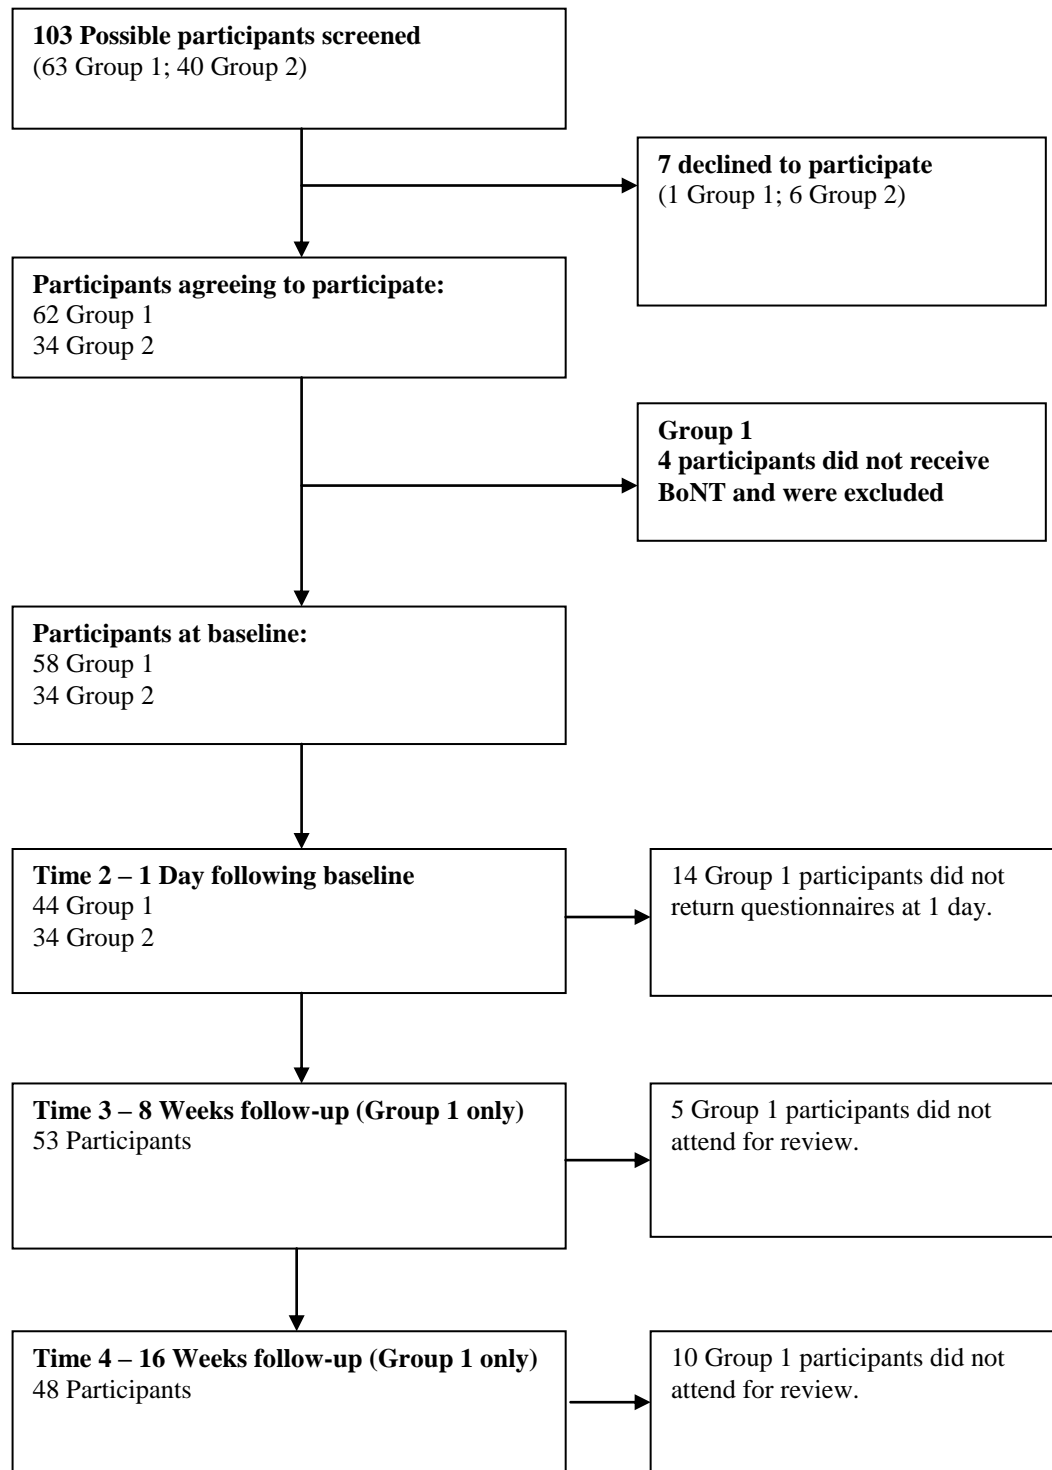 103 Possible participants screened
(63 Group 1; 40 Group 2)
7 declined to participate
(1 Group 1; 6 Group 2)
Participants agreeing to participate:
62 Group 1
34 Group 2
Group 1
4 participants did not receive
BoNT and were excluded
Participants at baseline:
58 Group 1
34 Group 2
Time 2 – 1 Day following baseline
44 Group 1
34 Group 2
14 Group 1 participants did not
return questionnaires at 1 day.
Time 3 – 8 Weeks follow-up (Group 1 only)
53 Participants
5 Group 1 participants did not
attend for review.
Time 4 – 16 Weeks follow-up (Group 1 only)
48 Participants
10 Group 1 participants did not
attend for review.